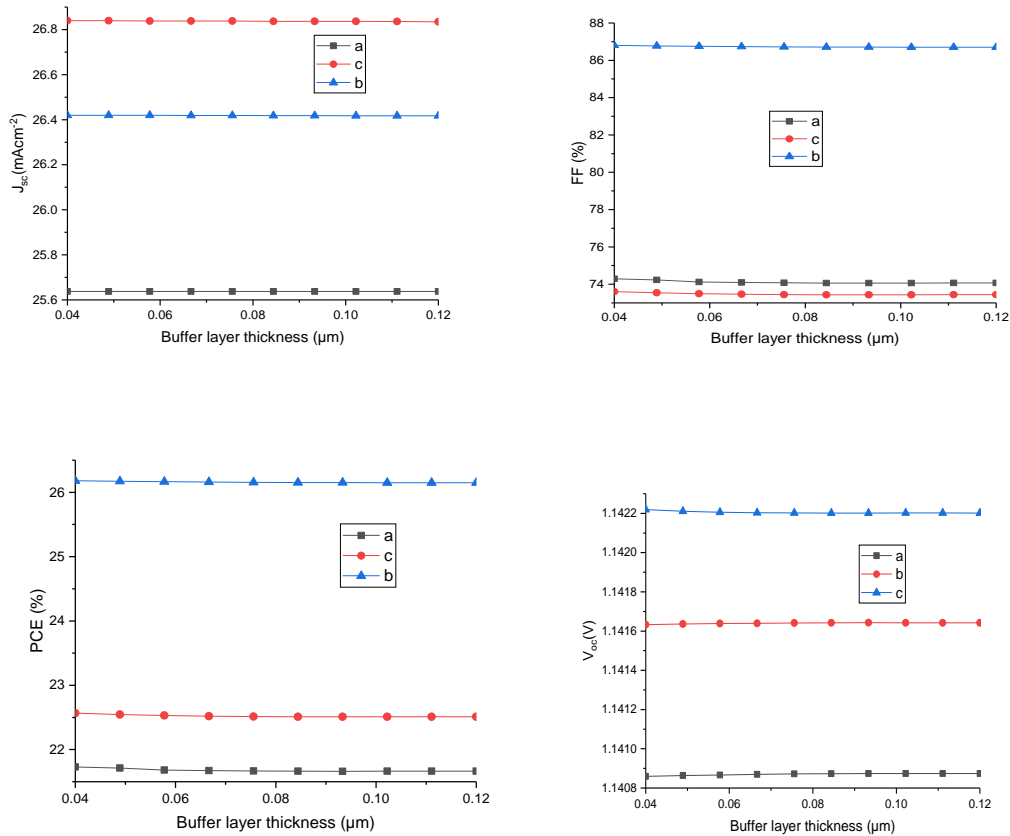 26.8
26.6
26.4
26.2
26.0
25.8
25.6
J_sc(mAcm⁻²)
a
c
b
0.04 0.06 0.08 0.10 0.12
Buffer layer thickness (µm)
88
86
84
82
80
78
76
74
FF (%)
a
c
b
0.04 0.06 0.08 0.10 0.12
Buffer layer thickness (µm)
26
25
24
23
22
PCE (%)
a
c
b
0.04 0.06 0.08 0.10 0.12
Buffer layer thickness (µm)
1.1422
1.1420
1.1418
1.1416
1.1414
1.1412
1.1410
1.1408
V_oc(V)
a
b
c
0.04 0.06 0.08 0.10 0.12
Buffer layer thickness (µm)